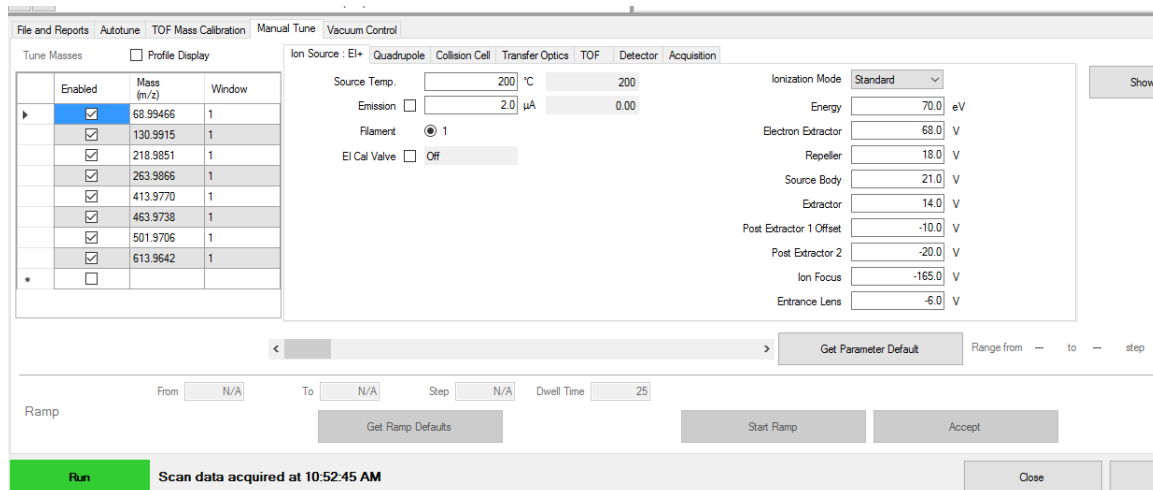 File and Reports Autotune TOF Mass Calibration Manual Tune Vacuum Control
Tune Masses Profile Display
Ion Source : EI+ Quadrupole Collision Cell Transfer Optics TOF Detector Acquisition
Enabled Mass (m/z) Window
68.99466 1
130.9915 1
218.9851 1
263.9866 1
413.9770 1
463.9738 1
501.9706 1
613.9642 1
Source Temp. 200 °C 200
Emission 2.0 µA 0.00
Filament 1
EI Cal Valve Off
Ionization Mode Standard
Energy 70.0 eV
Electron Extractor 68.0 V
Repeller 18.0 V
Source Body 21.0 V
Extractor 14.0 V
Post Extractor 1 Offset -10.0 V
Post Extractor 2 -20.0 V
Ion Focus -165.0 V
Entrance Lens -6.0 V
Show
Get Parameter Default Range from --- to --- step
From N/A To N/A Step N/A Dwell Time 25
Ramp
Get Ramp Defaults Start Ramp Accept
Run Scan data acquired at 10:52:45 AM Close